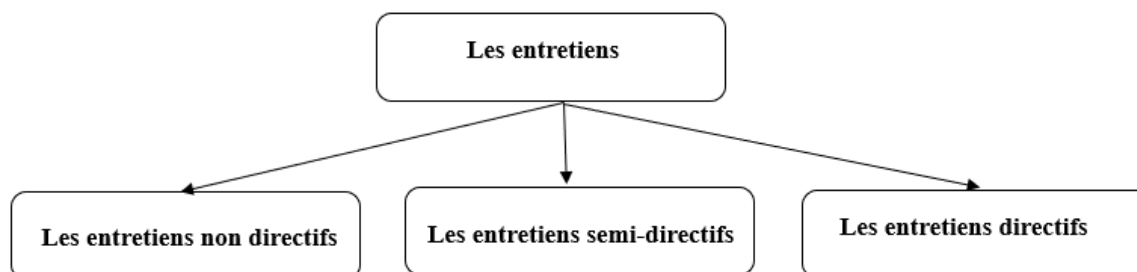 Les entretiens
Les entretiens non directifs
Les entretiens semi-directifs
Les entretiens directifs